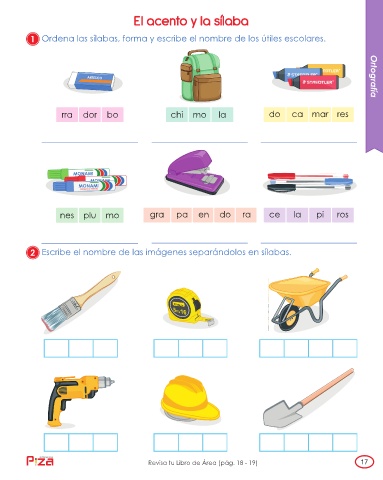 El acento y la sílaba
1 Ordena las sílabas, forma y escribe el nombre de los útiles escolares.
Ortografía
rra dor bo
chi mo la
do ca mar res
MONAMI
MONAMI
MONAMI
nes plu mo
gra pa en do ra
ce la pi ros
2 Escribe el nombre de las imágenes separándolos en sílabas.
Piza
Revisa tu Libro de Área (pág. 18 - 19)
17